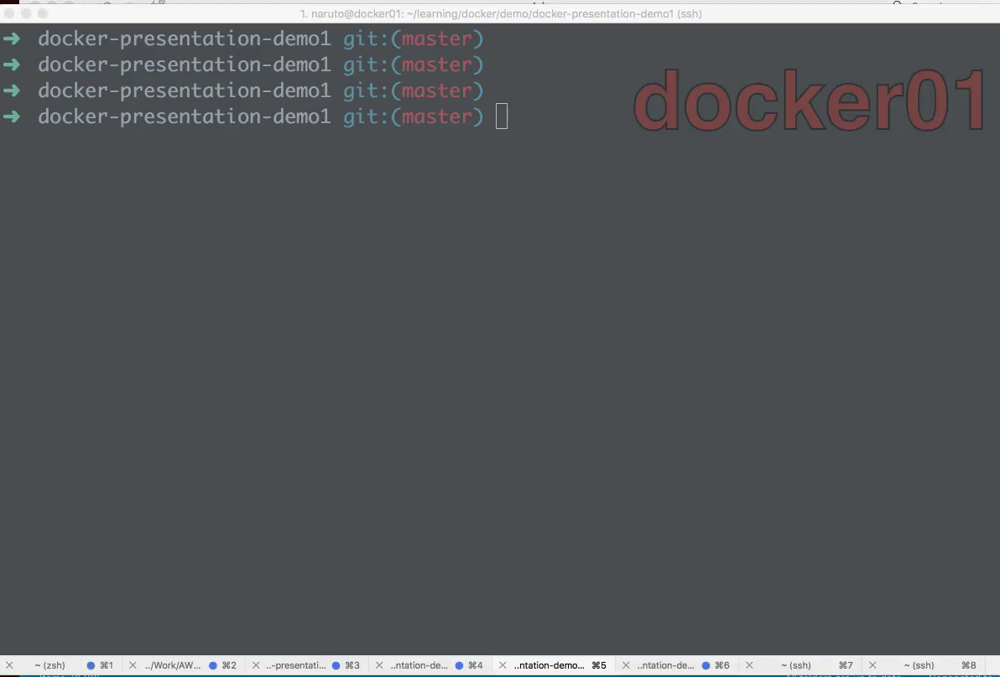 1. naruto@docker01: ~/learning/docker/demo/docker-presentation-demo1 (ssh)
➜ docker-presentation-demo1 git:(master)
➜ docker-presentation-demo1 git:(master)
➜ docker-presentation-demo1 git:(master)
➜ docker-presentation-demo1 git:(master)
docker01
~ (zsh) ⌘1 ../Work/AW... ⌘2 ..-presentati... ⌘3 ..ntation-de... ⌘4 ..ntation-demo... ⌘5 ..ntation-de... ⌘6 ~ (ssh) ⌘7 ~ (ssh) ⌘8